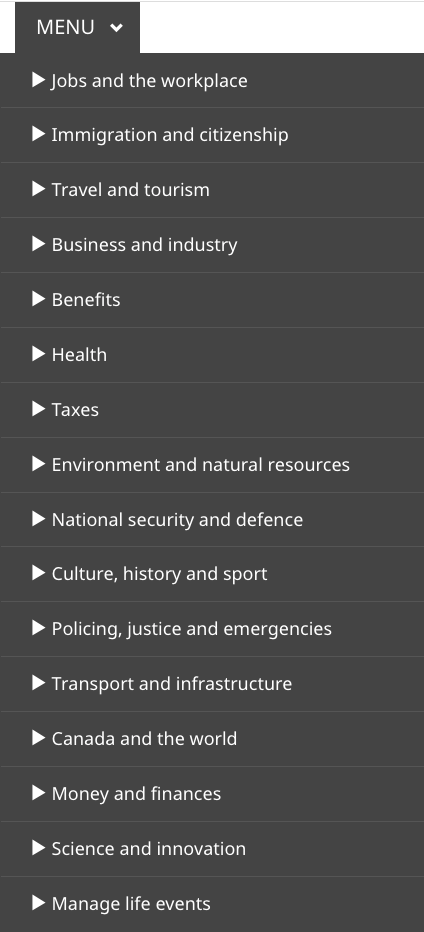 MENU
Jobs and the workplace
Immigration and citizenship
Travel and tourism
Business and industry
Benefits
Health
Taxes
Environment and natural resources
National security and defence
Culture, history and sport
Policing, justice and emergencies
Transport and infrastructure
Canada and the world
Money and finances
Science and innovation
Manage life events